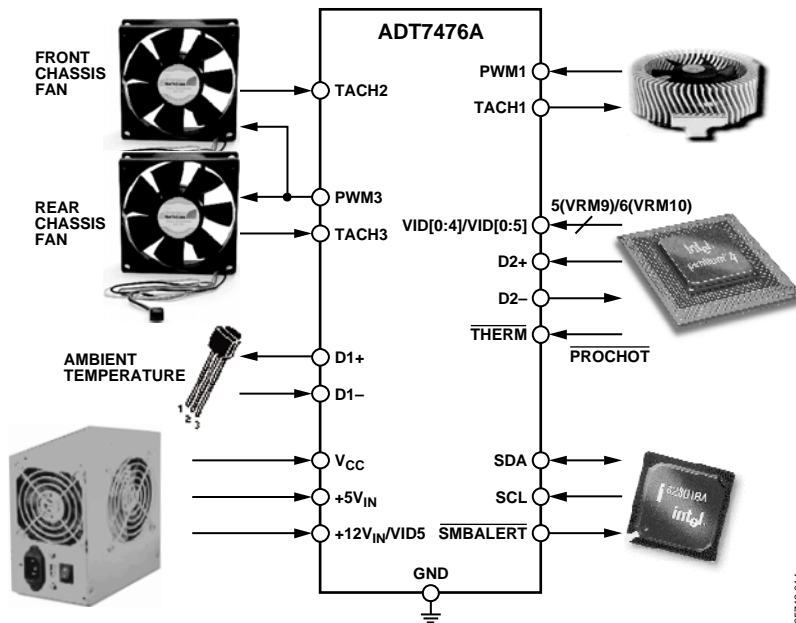 ADT7476A
FRONT
CHASSIS
FAN
TACH2
PWM3
REAR
CHASSIS
FAN
TACH3
AMBIENT
TEMPERATURE
1
2
3
D1+
D1–
VCC
+5VIN
+12VIN/VID5
GND
PWM1
TACH1
5(VRM9)/6(VRM10)
VID[0:4]/VID[0:5]
D2+
D2–
THERM
PROCHOT
intel
pentium 4
SDA
SCL
SMBALERT
intel